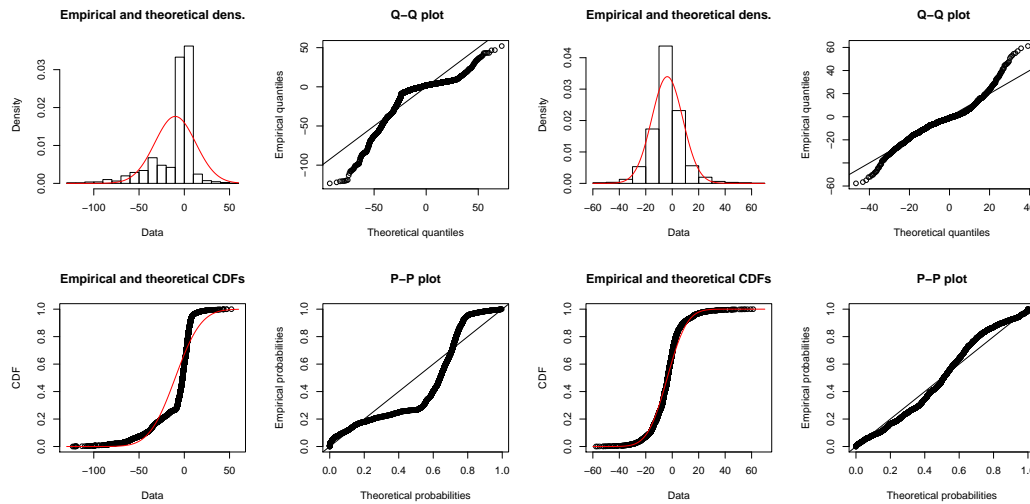 Empirical and theoretical dens.
Density
0.00 0.01 0.02 0.03
−100 −50 0 50
Data
Q−Q plot
Empirical quantiles
−100 −50 0 50
−50 0 50
Theoretical quantiles
Empirical and theoretical dens.
Density
0.00 0.01 0.02 0.03 0.04
−60 −40 −20 0 20 40 60
Data
Q−Q plot
Empirical quantiles
−60 −20 0 20 40 60
−40 −20 0 20 40
Theoretical quantiles
Empirical and theoretical CDFs
CDF
0.0 0.2 0.4 0.6 0.8 1.0
−100 −50 0 50
Data
P−P plot
Empirical probabilities
0.0 0.2 0.4 0.6 0.8 1.0
0.0 0.2 0.4 0.6 0.8 1.0
Theoretical probabilities
Empirical and theoretical CDFs
CDF
0.0 0.2 0.4 0.6 0.8 1.0
−60 −40 −20 0 20 40 60
Data
P−P plot
Empirical probabilities
0.0 0.2 0.4 0.6 0.8 1.0
0.0 0.2 0.4 0.6 0.8 1.0
Theoretical probabilities